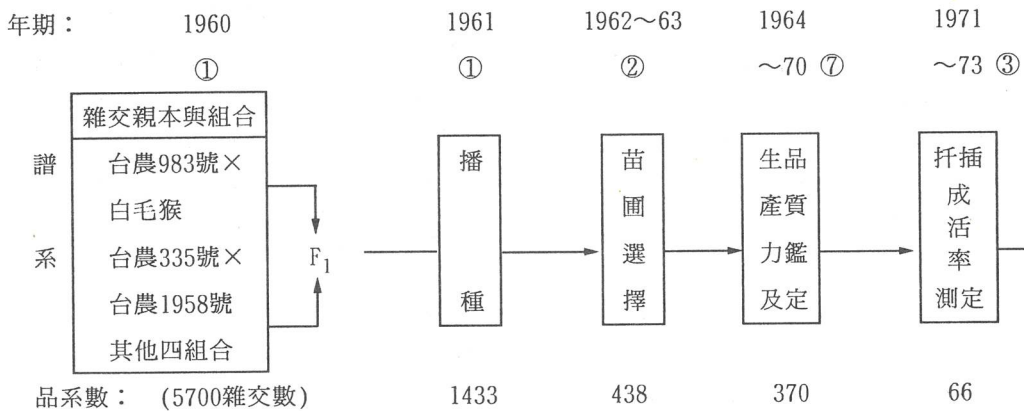 年期： 1960 1961 1962～63 1964 1971
① ① ② ～70 ⑦ ～73 ③
雜交親本與組合
譜系
台農983號×
白毛猴
台農335號×
台農1958號
其他四組合
F1
播種
苗圃選擇
生產力及
品質鑑定
扦插
成活率
測定
品系數： (5700雜交數) 1433 438 370 66